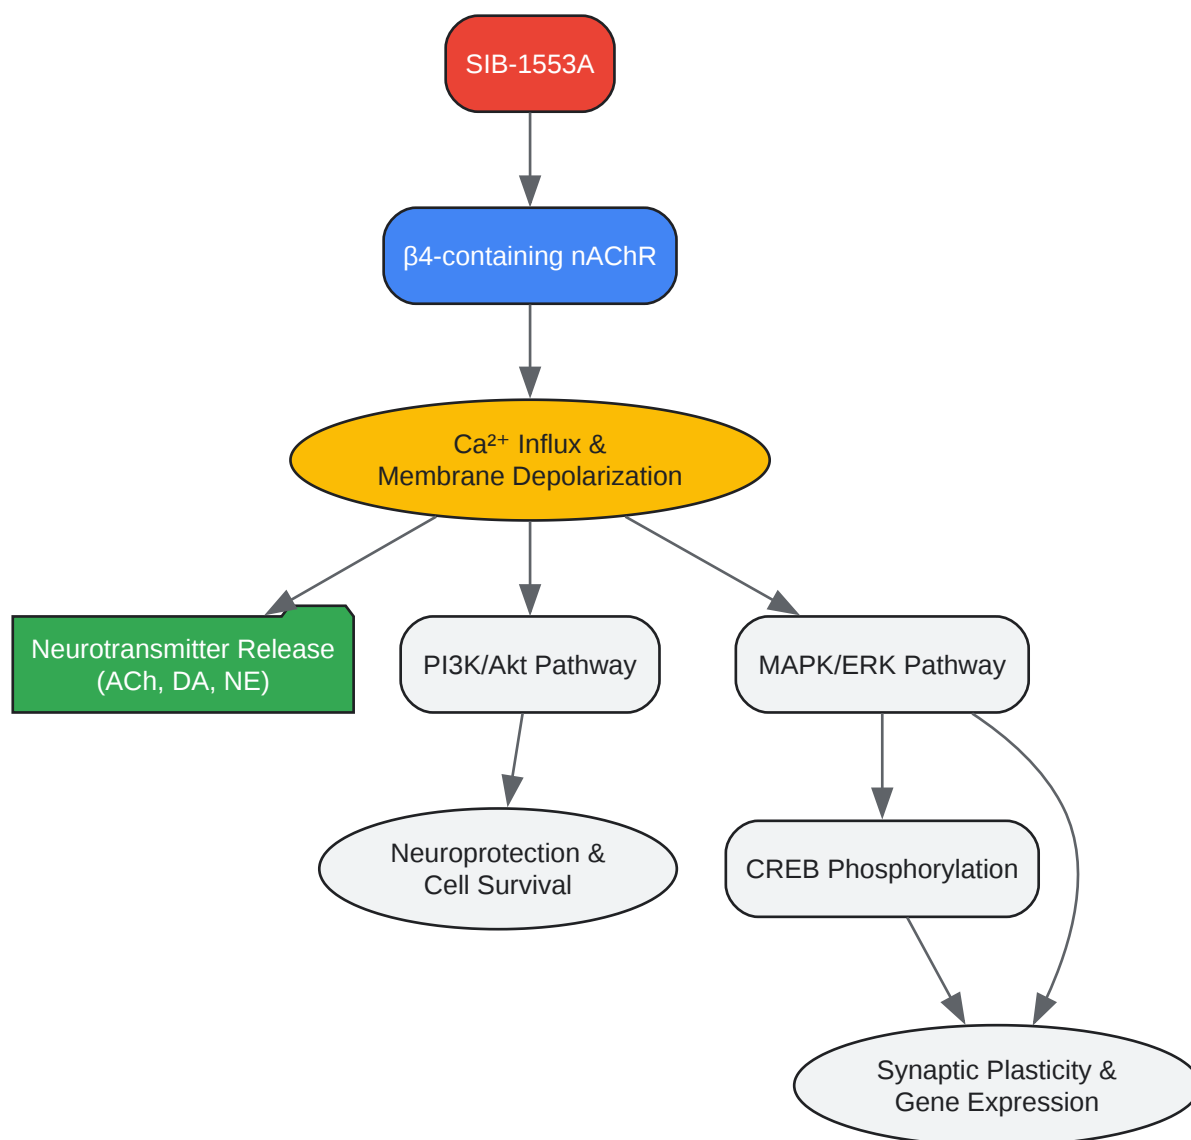 SIB-1553A
β4-containing nAChR
Ca²⁺ Influx &
Membrane Depolarization
Neurotransmitter Release
(ACh, DA, NE)
PI3K/Akt Pathway
MAPK/ERK Pathway
Neuroprotection &
Cell Survival
CREB Phosphorylation
Synaptic Plasticity &
Gene Expression